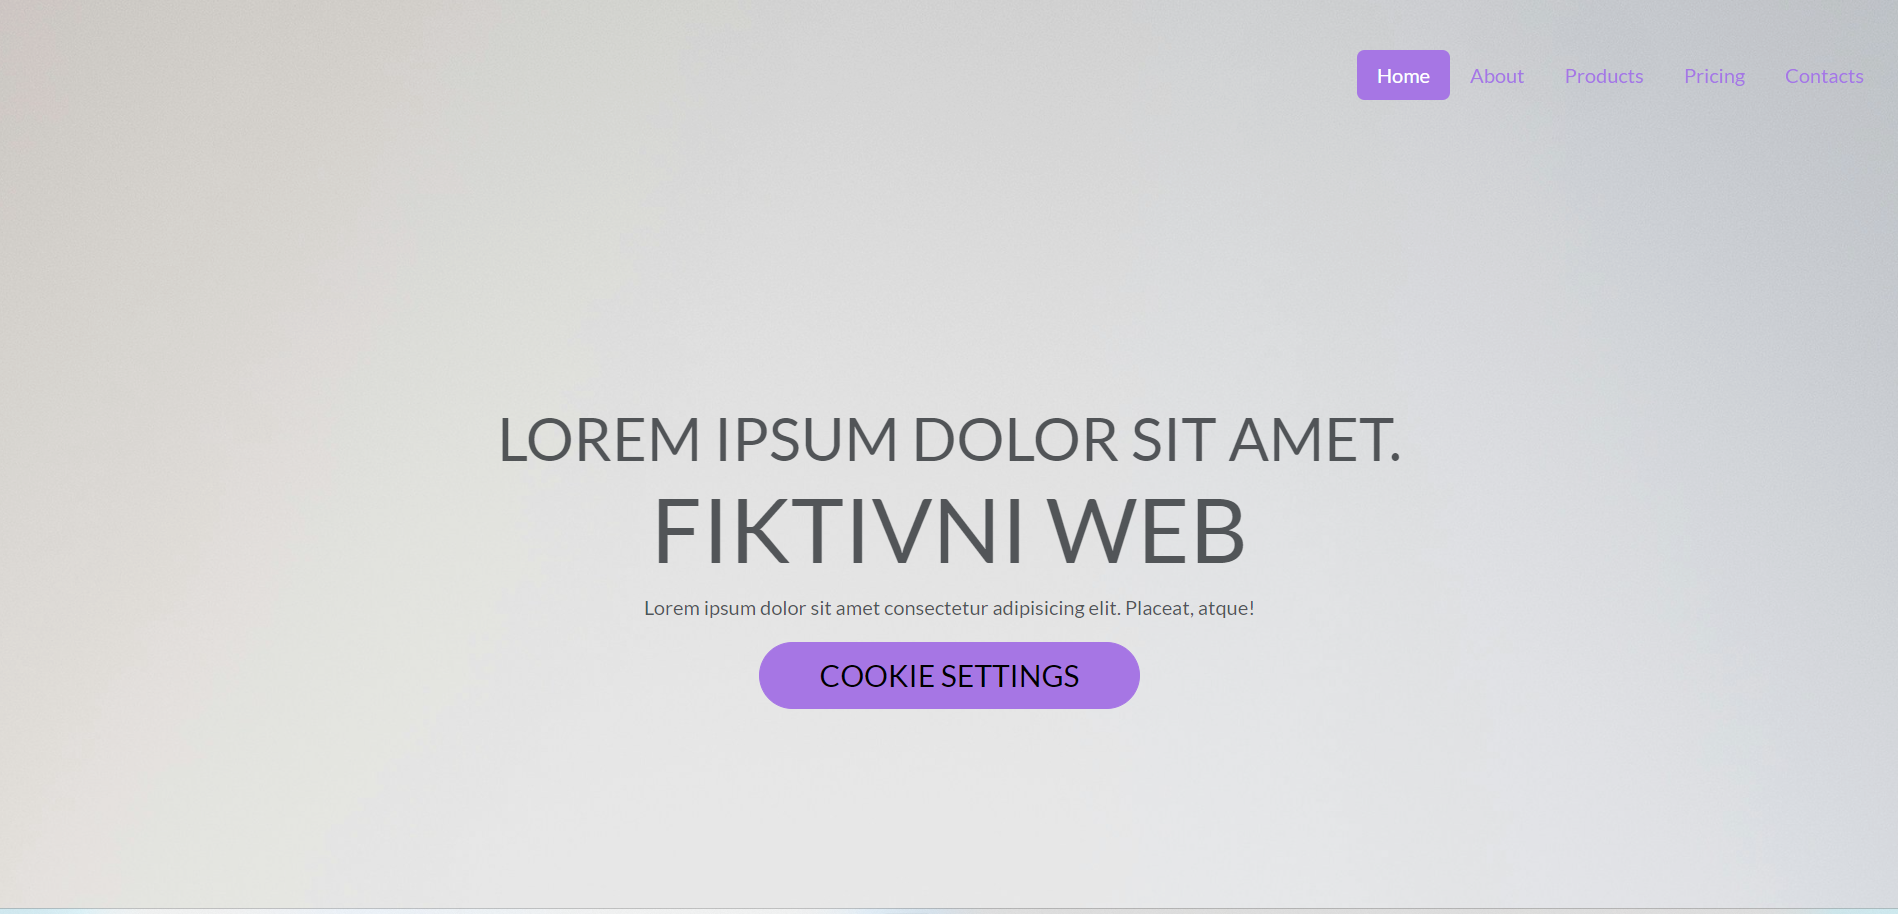 Home About Products Pricing Contacts
LOREM IPSUM DOLOR SIT AMET.
FIKTIVNI WEB
Lorem ipsum dolor sit amet consectetur adipisicing elit. Placeat, atque!
COOKIE SETTINGS